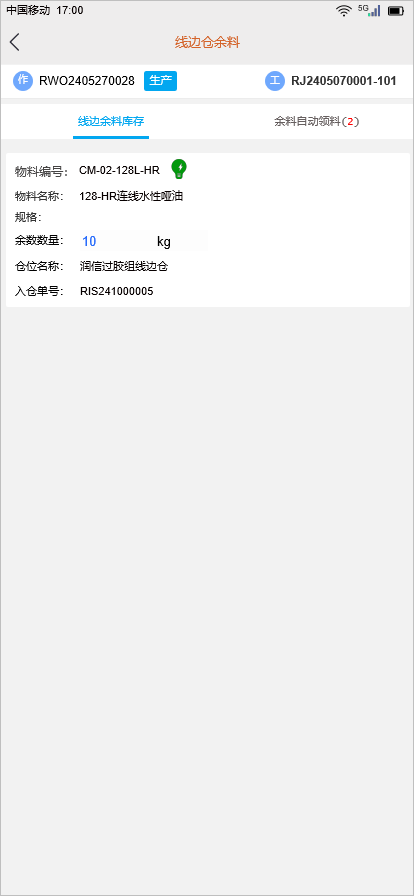 中国移动 17:00 5G
线边仓余料
作 RWO2405270028 生产 工 RJ2405070001-101
线边余料库存 余料自动领料(2)
物料编号： CM-02-128L-HR
物料名称： 128-HR连线水性哑油
规格：
余数数量： 10 kg
仓位名称： 润信过胶组线边仓
入仓单号： RIS241000005